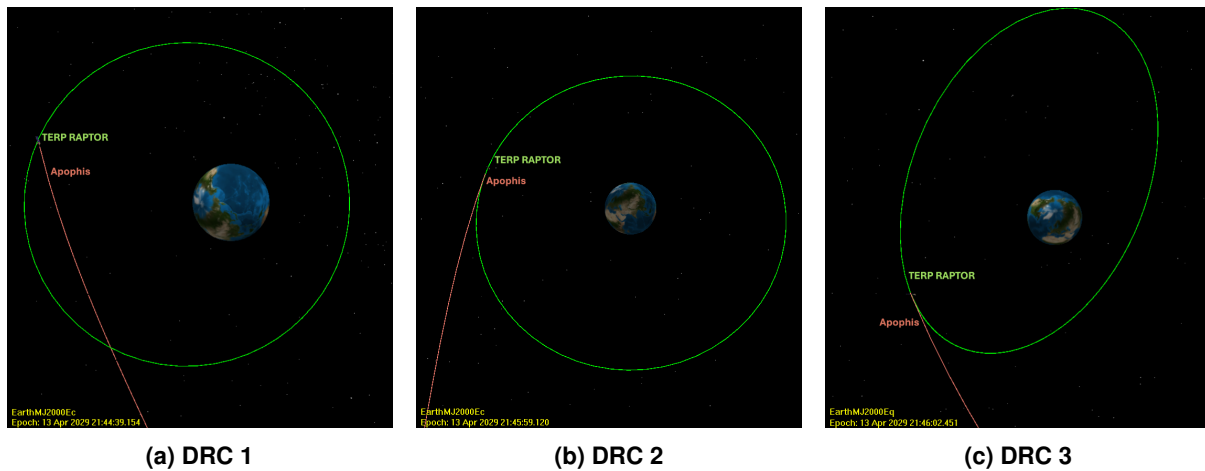 TERP RAPTOR
Apophis
EarthMJ2000Ec
Epoch: 13 Apr 2029 21:44:39.154
(a) DRC 1
TERP RAPTOR
Apophis
EarthMJ2000Ec
Epoch: 13 Apr 2029 21:45:59.120
(b) DRC 2
TERP RAPTOR
Apophis
EarthMJ2000Eq
Epoch: 13 Apr 2029 21:46:02.451
(c) DRC 3